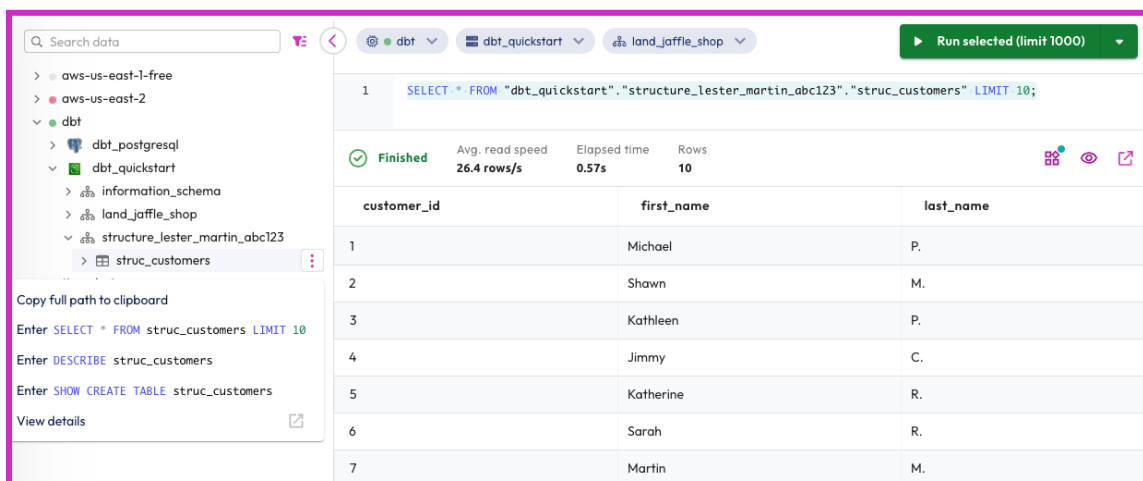 Search data
dbt
dbt_quickstart
land_jaffle_shop
Run selected (limit 1000)
aws-us-east-1-free
aws-us-east-2
dbt
dbt_postgresql
dbt_quickstart
information_schema
land_jaffle_shop
structure_lester_martin_abc123
struc_customers
Copy full path to clipboard
Enter SELECT * FROM struc_customers LIMIT 10
Enter DESCRIBE struc_customers
Enter SHOW CREATE TABLE struc_customers
View details
1 SELECT * FROM "dbt_quickstart"."structure_lester_martin_abc123"."struc_customers" LIMIT 10;
Finished
Avg. read speed Elapsed time Rows
26.4 rows/s 0.57s 10
customer_id first_name last_name
1 Michael P.
2 Shawn M.
3 Kathleen P.
4 Jimmy C.
5 Katherine R.
6 Sarah R.
7 Martin M.